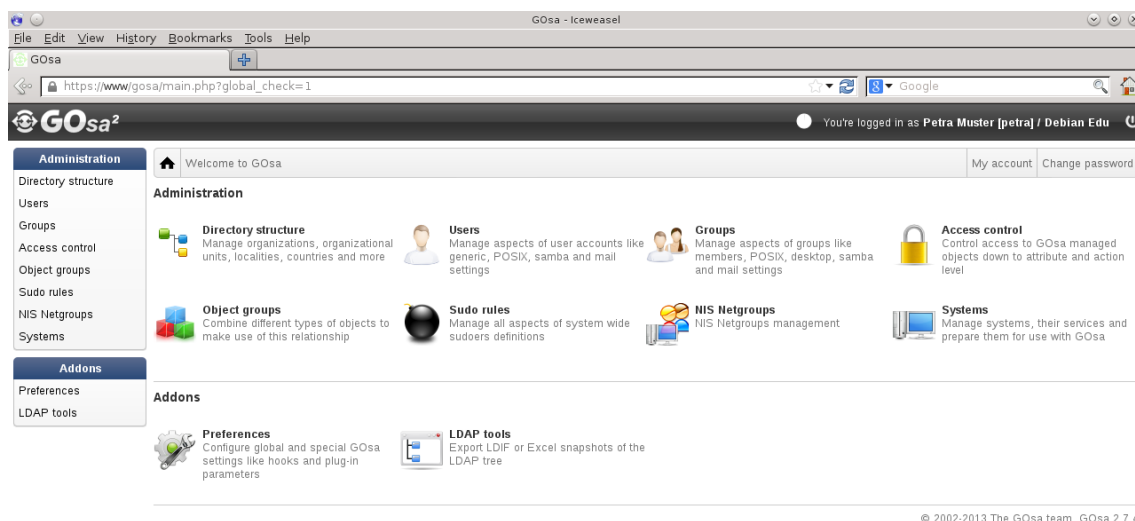 GOsa - Iceweasel
File Edit View History Bookmarks Tools Help
GOsa
https://www/gosa/main.php?global_check=1
Google
GOsa²
You're logged in as Petra Muster [petra] / Debian Edu
Administration
Directory structure
Users
Groups
Access control
Object groups
Sudo rules
NIS Netgroups
Systems
Addons
Preferences
LDAP tools
Welcome to GOsa
My account
Change password
Administration
Directory structure
Manage organizations, organizational
units, localities, countries and more
Users
Manage aspects of user accounts like
generic, POSIX, samba and mail
settings
Groups
Manage aspects of groups like
members, POSIX, desktop, samba
and mail settings
Access control
Control access to GOsa managed
objects down to attribute and action
level
Object groups
Combine different types of objects to
make use of this relationship
Sudo rules
Manage all aspects of system wide
sudoers definitions
NIS Netgroups
NIS Netgroups management
Systems
Manage systems, their services and
prepare them for use with GOsa
Addons
Preferences
Configure global and special GOsa
settings like hooks and plug-in
parameters
LDAP tools
Export LDIF or Excel snapshots of the
LDAP tree
© 2002-2013 The GOsa team, GOsa 2.7